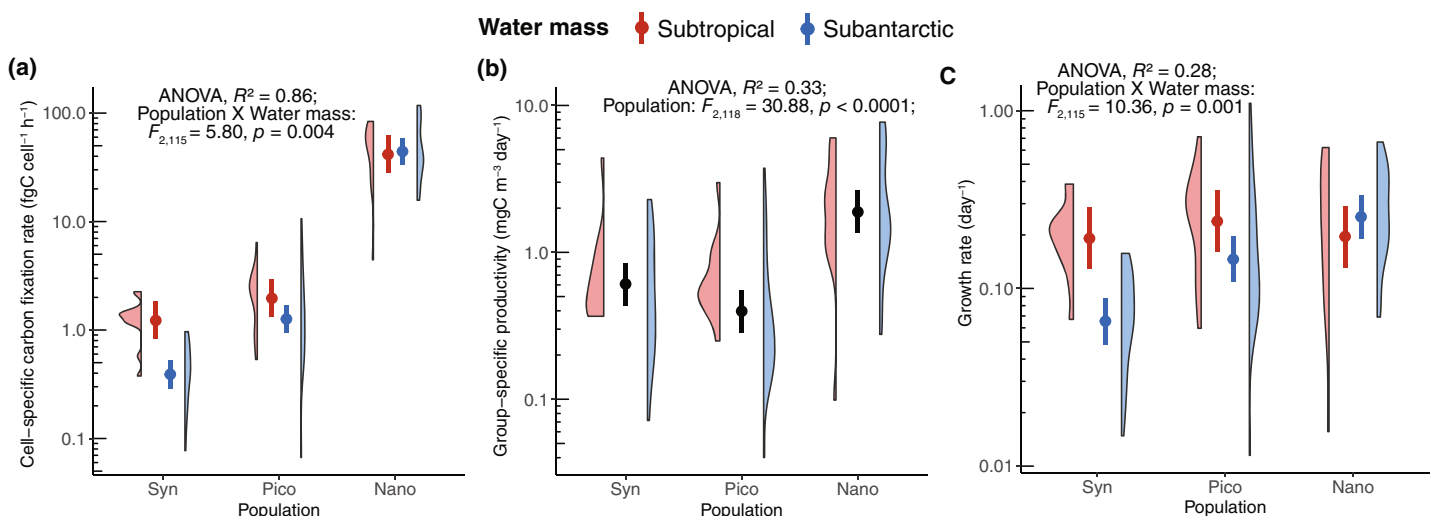 Water mass Subtropical Subantarctic
(a)
ANOVA, R² = 0.86;
Population X Water mass:
F2,115 = 5.80, p = 0.004
Cell−specific carbon fixation rate (fgC cell−1 h−1)
100.0
10.0
1.0
0.1
Syn Pico Nano
Population
(b)
ANOVA, R² = 0.33;
Population: F2,118 = 30.88, p < 0.0001;
Group−specific productivity (mgC m−3 day−1)
10.0
1.0
0.1
Syn Pico Nano
Population
C
ANOVA, R² = 0.28;
Population X Water mass:
F2,115 = 10.36, p = 0.001
Growth rate (day−1)
1.00
0.10
0.01
Syn Pico Nano
Population